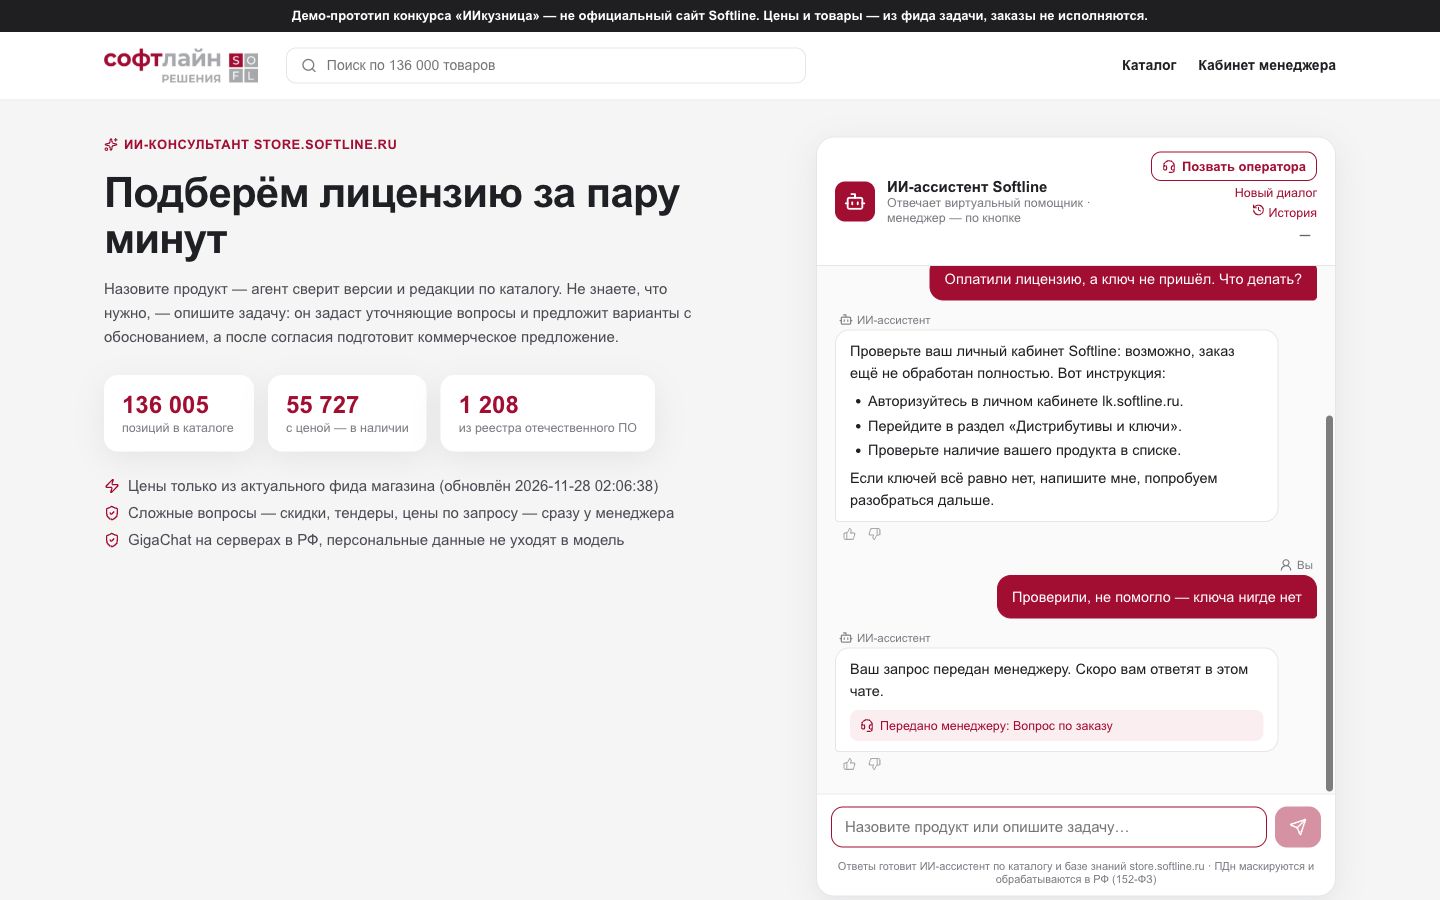 Демо-прототип конкурса «ИИкузница» — не официальный сайт Softline. Цены и товары — из фида задачи, заказы не исполняются.
софтлайн
РЕШЕНИЯ
SO
FL
Поиск по 136 000 товаров
Каталог
Кабинет менеджера
ИИ-КОНСУЛЬТАНТ STORE.SOFTLINE.RU
Подберём лицензию за пару
минут
Назовите продукт — агент сверит версии и редакции по каталогу. Не знаете, что
нужно, — опишите задачу: он задаст уточняющие вопросы и предложит варианты с
обоснованием, а после согласия подготовит коммерческое предложение.
136 005
позиций в каталоге
55 727
с ценой — в наличии
1 208
из реестра отечественного ПО
Цены только из актуального фида магазина (обновлён 2026-11-28 02:06:38)
Сложные вопросы — скидки, тендеры, цены по запросу — сразу у менеджера
GigaChat на серверах в РФ, персональные данные не уходят в модель
ИИ-ассистент Softline
Отвечает виртуальный помощник ·
менеджер — по кнопке
Позвать оператора
Новый диалог
История
—
Оплатили лицензию, а ключ не пришёл. Что делать?
ИИ-ассистент
Проверьте ваш личный кабинет Softline: возможно, заказ
ещё не обработан полностью. Вот инструкция:
• Авторизуйтесь в личном кабинете lk.softline.ru.
• Перейдите в раздел «Дистрибутивы и ключи».
• Проверьте наличие вашего продукта в списке.
Если ключей всё равно нет, напишите мне, попробуем
разобраться дальше.
Вы
Проверили, не помогло — ключа нигде нет
ИИ-ассистент
Ваш запрос передан менеджеру. Скоро вам ответят в этом
чате.
Передано менеджеру: Вопрос по заказу
Назовите продукт или опишите задачу…
Ответы готовит ИИ-ассистент по каталогу и базе знаний store.softline.ru · ПДн маскируются и
обрабатываются в РФ (152-ФЗ)